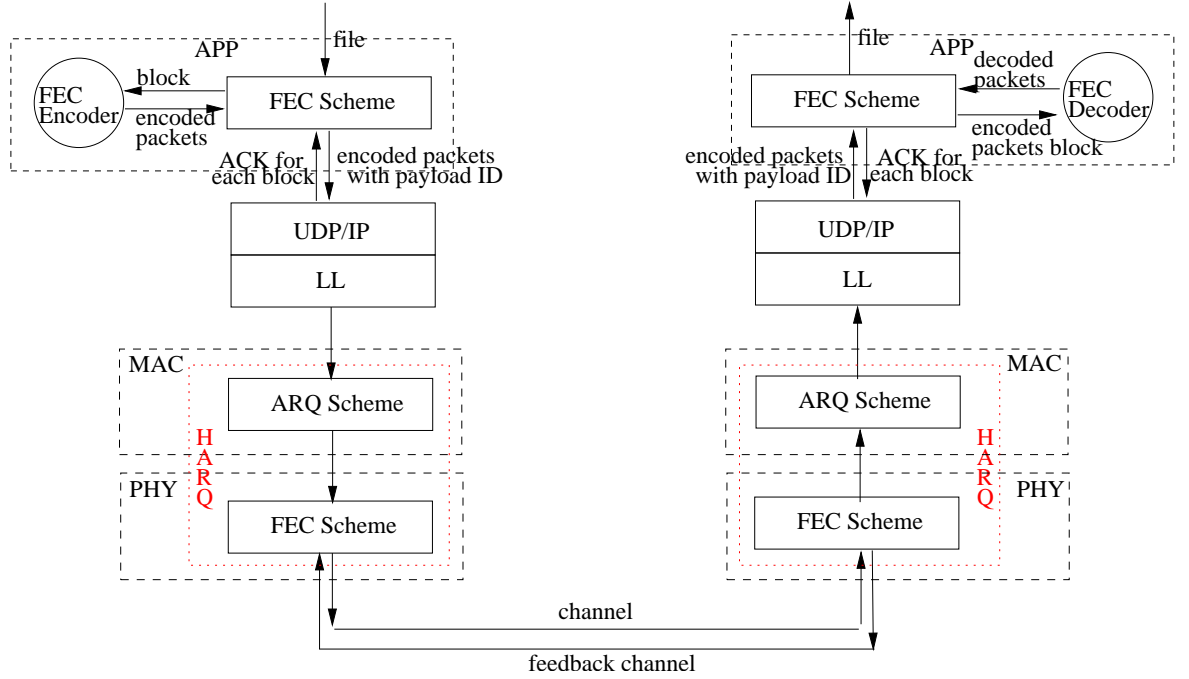 file
APP
block
FEC
Encoder
encoded
packets
FEC Scheme
ACK for
each block
encoded packets
with payload ID
UDP/IP
LL
MAC
ARQ Scheme
HARQ
PHY
FEC Scheme
file
APP
decoded
packets
FEC Scheme
FEC
Decoder
encoded
packets block
encoded packets
with payload ID
ACK for
each block
UDP/IP
LL
MAC
ARQ Scheme
HARQ
PHY
FEC Scheme
channel
feedback channel